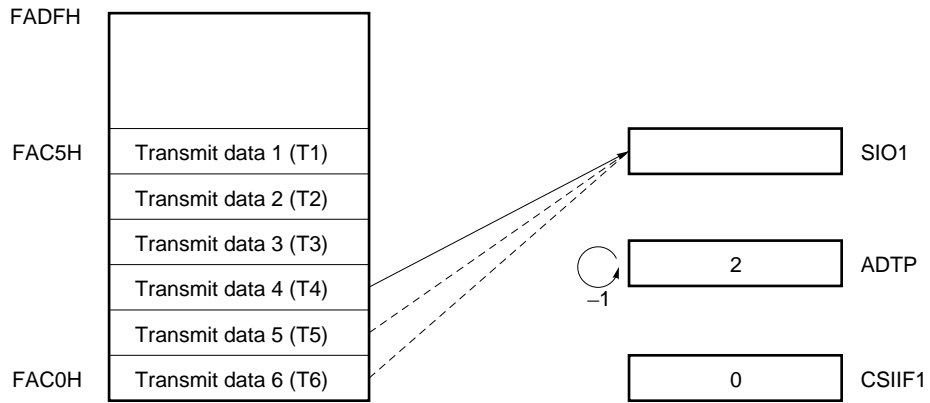 FADFH
FAC5H
Transmit data 1 (T1)
SIO1
Transmit data 2 (T2)
Transmit data 3 (T3)
2
ADTP
Transmit data 4 (T4)
–1
Transmit data 5 (T5)
FAC0H
Transmit data 6 (T6)
0
CSIIF1